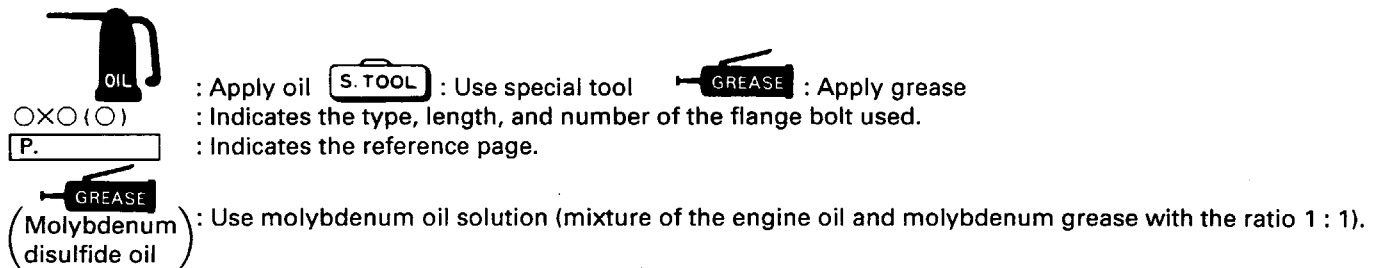 OIL : Apply oil S. TOOL : Use special tool GREASE : Apply grease
○×○ (○) : Indicates the type, length, and number of the flange bolt used.
P. : Indicates the reference page.
GREASE
(Molybdenum disulfide oil) : Use molybdenum oil solution (mixture of the engine oil and molybdenum grease with the ratio 1 : 1).